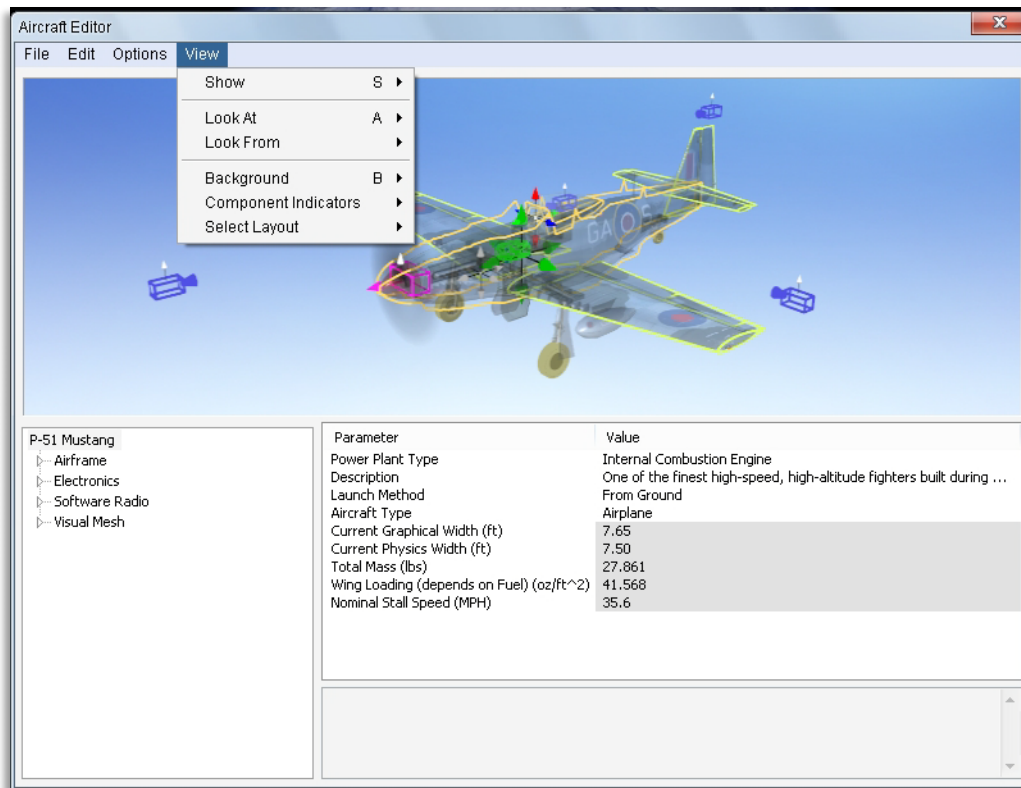 Aircraft Editor
File Edit Options View
Show S
Look At A
Look From
Background B
Component Indicators
Select Layout
GA S
P-51 Mustang
Airframe
Electronics
Software Radio
Visual Mesh
Parameter Value
Power Plant Type Internal Combustion Engine
Description One of the finest high-speed, high-altitude fighters built during ...
Launch Method From Ground
Aircraft Type Airplane
Current Graphical Width (ft) 7.65
Current Physics Width (ft) 7.50
Total Mass (lbs) 27.861
Wing Loading (depends on Fuel) (oz/ft^2) 41.568
Nominal Stall Speed (MPH) 35.6